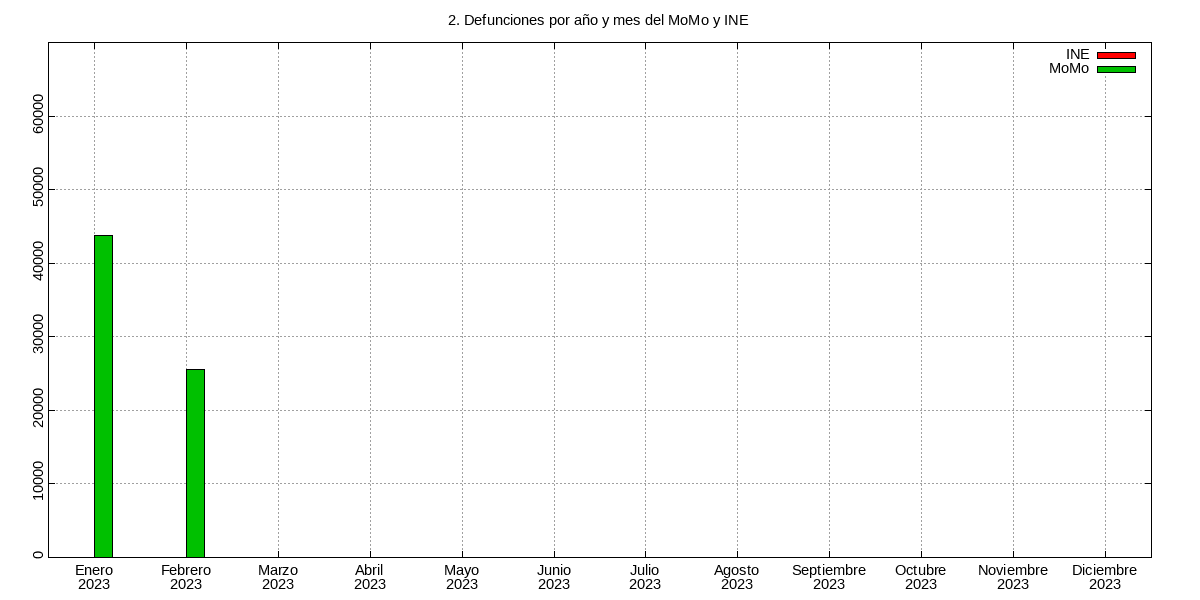 2. Defunciones por año y mes del MoMo y INE
INE
MoMo
60000
50000
40000
30000
20000
10000
0
Enero Febrero Marzo Abril Mayo Junio Julio Agosto Septiembre Octubre Noviembre Diciembre
2023 2023 2023 2023 2023 2023 2023 2023 2023 2023 2023 2023